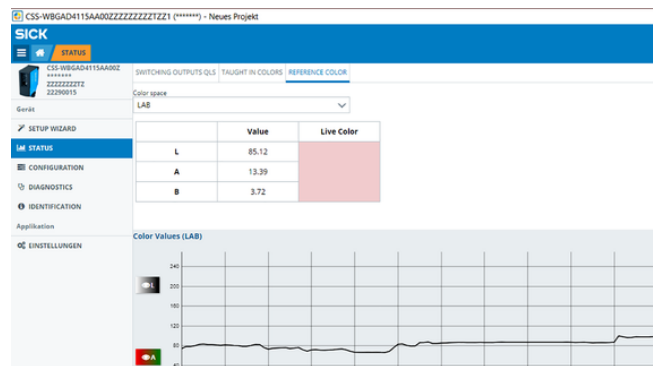 CSS-WBGAD4115AA00ZZZZZZZZZTZZ1 (*******) - Neues Projekt
SICK
STATUS
CSS-WBGAD4115AA00Z
*******
ZZZZZZZZTZ
22290015
Gerät
SETUP WIZARD
STATUS
CONFIGURATION
DIAGNOSTICS
IDENTIFICATION
Applikation
EINSTELLUNGEN
SWITCHING OUTPUTS QLS TAUGHT IN COLORS REFERENCE COLOR
Color space
LAB
Value Live Color
L 85.12
A 13.39
B 3.72
Color Values (LAB)
L
A
240
200
160
120
80
40